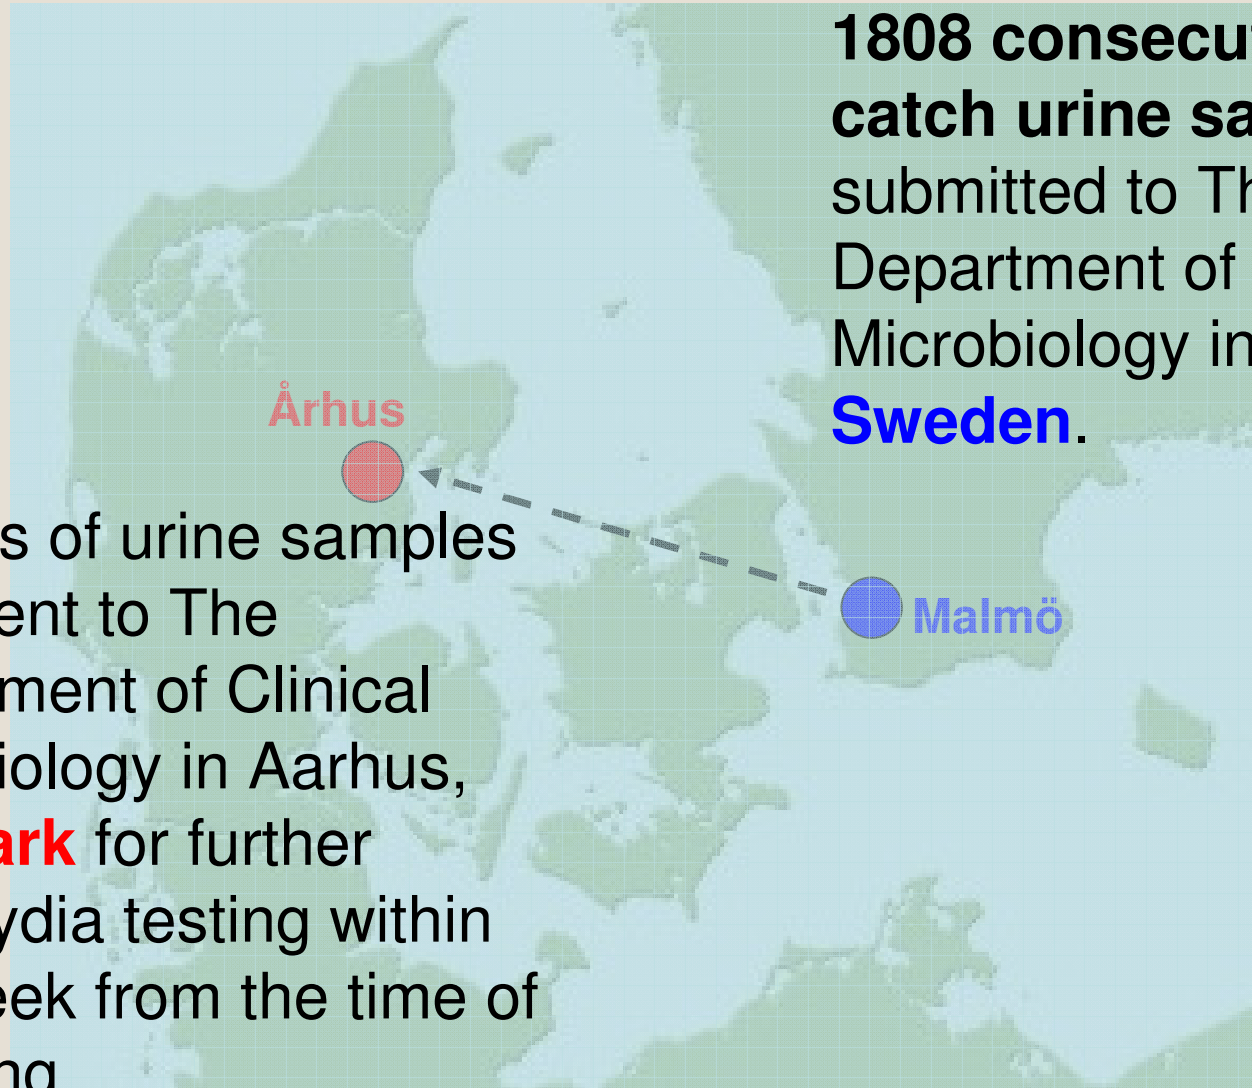 1808 consecu
catch urine sa
submitted to Th
Department of
Microbiology in
Sweden.
Århus
Malmö
s of urine samples
ent to The
ment of Clinical
iology in Aarhus,
ark for further
ydia testing within
eek from the time of
ng